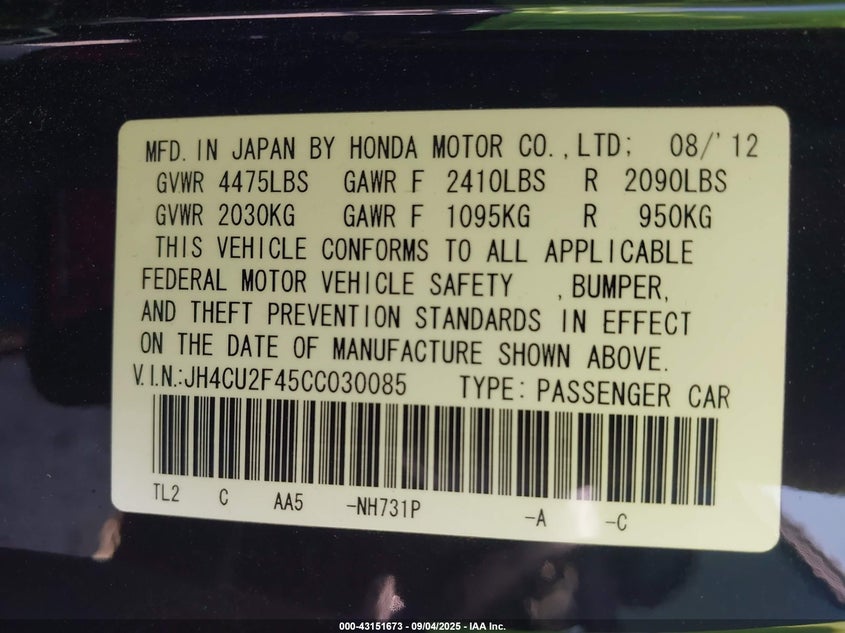 MFD. IN JAPAN BY HONDA MOTOR CO., LTD: 08/'12
GVWR 4475LBS GAWR F 2410LBS R 2090LBS
GVWR 2030KG GAWR F 1095KG R 950KG
THIS VEHICLE CONFORMS TO ALL APPLICABLE
FEDERAL MOTOR VEHICLE SAFETY , BUMPER,
AND THEFT PREVENTION STANDARDS IN EFFECT
ON THE DATE OF MANUFACTURE SHOWN ABOVE.
V.I.N.:JH4CU2F45CC030085 TYPE: PASSENGER CAR
TL2 C AA5 -NH731P -A -C
000-43151673 - 09/04/2025 - IAA Inc.